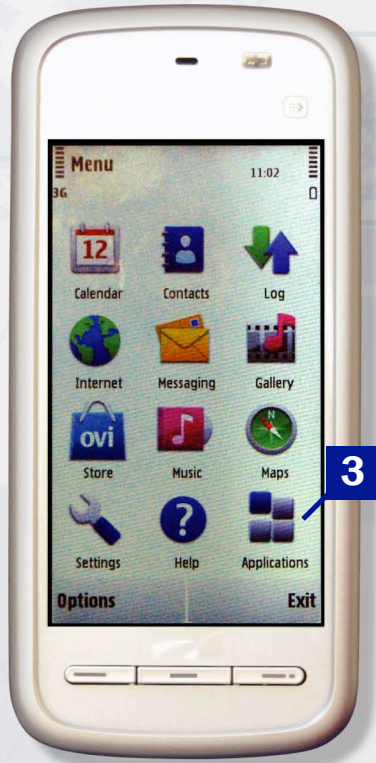 Menu
11:02
3G
12
Calendar Contacts Log
Internet Messaging Gallery
ovi
Store Music Maps
N
3
?
Settings Help Applications
Options Exit